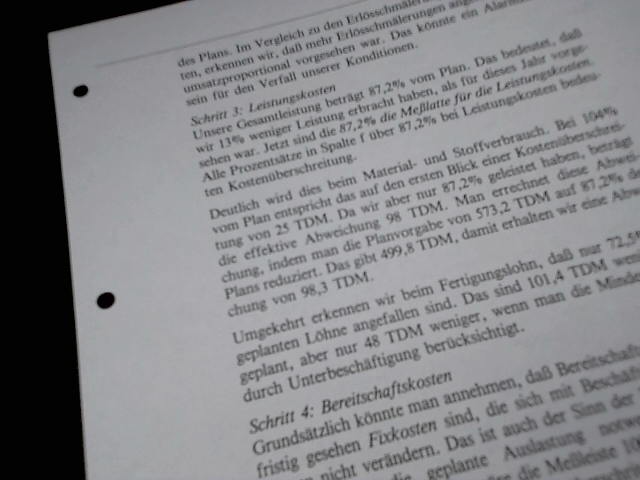 des Plans. Im Vergleich zu den Erlösschmälerungen
ten, erkennen wir, daß mehr Erlösschmälerungen
umsatzproportional vorgesehen war. Das könnte ein
sein für den Verfall unserer Konditionen.
Schritt 3: Leistungskosten
Unsere Gesamtleistung beträgt 87,2% vom Plan. Das bedeutet, daß
wir 13% weniger Leistung erbracht haben, als für dieses Jahr vorge-
sehen war. Jetzt sind die 87,2% die Meßlatte für die Leistungskosten.
Alle Prozentsätze in Spalte f über 87,2% bei Leistungskosten bedeu-
ten Kostenüberschreitung.
Deutlich wird dies beim Material- und Stoffverbrauch. Bei 104%
vom Plan entspricht das auf den ersten Blick einer Kostenüberschrei-
tung von 25 TDM. Da wir aber nur 87,2% geleistet haben, beträgt
die effektive Abweichung 98 TDM. Man errechnet diese Abwei-
chung, indem man die Planvorgabe von 573,2 TDM auf 87,2% de
Plans reduziert. Das gibt 499,8 TDM, damit erhalten wir eine Abw
chung von 98,3 TDM.
Umgekehrt erkennen wir beim Fertigungslohn, daß nur 72,5%
geplanten Löhne angefallen sind. Das sind 101,4 TDM weni
geplant, aber nur 48 TDM weniger, wenn man die Minde
durch Unterbeschäftigung berücksichtigt.
Schritt 4: Bereitschaftskosten
Grundsätzlich könnte man annehmen, daß Bereitschafts
fristig gesehen Fixkosten sind, die sich mit Beschäf
nicht verändern. Das ist auch der Sinn der
die geplante Auslastung notw
die Meßleiste